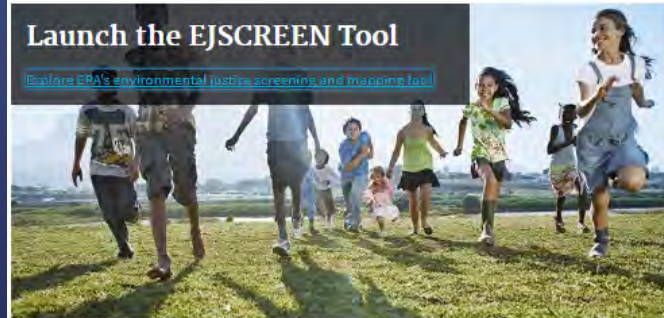 Launch the EJSCREEN Tool
Explore EPA's environmental justice screening and mapping tool